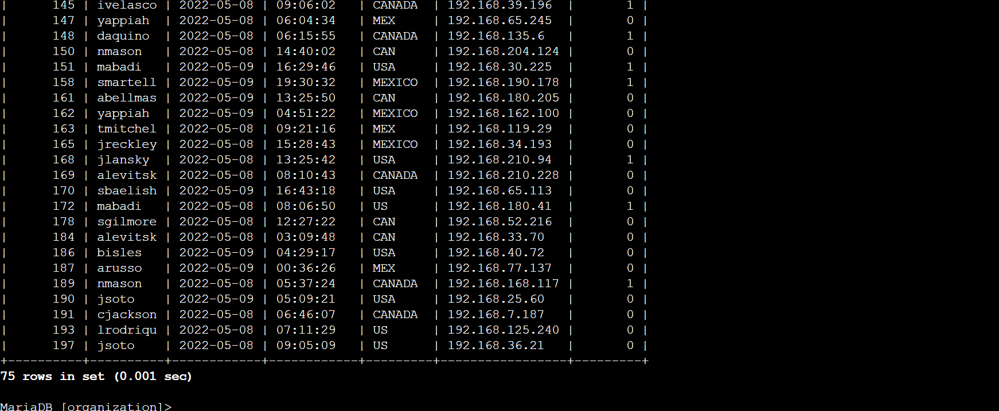 |      145 | ivelasco | 2022-05-08 | 09:06:02   | CANADA  | 192.168.39.196  |       1 |
|      147 | yappiah  | 2022-05-08 | 06:04:34   | MEX     | 192.168.65.245  |       0 |
|      148 | daquino  | 2022-05-08 | 06:15:55   | CANADA  | 192.168.135.6   |       1 |
|      150 | nmason   | 2022-05-08 | 14:40:02   | CAN     | 192.168.204.124 |       0 |
|      151 | mabadi   | 2022-05-09 | 16:29:46   | USA     | 192.168.30.225  |       1 |
|      158 | smartell | 2022-05-09 | 19:30:32   | MEXICO  | 192.168.190.178 |       1 |
|      161 | abellmas | 2022-05-09 | 13:25:50   | CAN     | 192.168.180.205 |       0 |
|      162 | yappiah  | 2022-05-09 | 04:51:22   | MEXICO  | 192.168.162.100 |       0 |
|      163 | tmitchel | 2022-05-08 | 09:21:16   | MEX     | 192.168.119.29  |       0 |
|      165 | jreckley | 2022-05-08 | 15:28:43   | MEXICO  | 192.168.34.193  |       0 |
|      168 | jlansky  | 2022-05-08 | 13:25:42   | USA     | 192.168.210.94  |       1 |
|      169 | alevitsk | 2022-05-08 | 08:10:43   | CANADA  | 192.168.210.228 |       0 |
|      170 | sbaelish | 2022-05-09 | 16:43:18   | USA     | 192.168.65.113  |       0 |
|      172 | mabadi   | 2022-05-08 | 08:06:50   | US      | 192.168.180.41  |       1 |
|      178 | sgilmore | 2022-05-08 | 12:27:22   | CAN     | 192.168.52.216  |       0 |
|      184 | alevitsk | 2022-05-08 | 03:09:48   | CAN     | 192.168.33.70   |       0 |
|      186 | bisles   | 2022-05-09 | 04:29:17   | USA     | 192.168.40.72   |       0 |
|      187 | arusso   | 2022-05-09 | 00:36:26   | MEX     | 192.168.77.137  |       0 |
|      189 | nmason   | 2022-05-08 | 05:37:24   | CANADA  | 192.168.168.117 |       1 |
|      190 | jsoto    | 2022-05-09 | 05:09:21   | USA     | 192.168.25.60   |       0 |
|      191 | cjackson | 2022-05-08 | 06:46:07   | CANADA  | 192.168.7.187   |       0 |
|      193 | lrodriqu | 2022-05-08 | 07:11:29   | US      | 192.168.125.240 |       0 |
|      197 | jsoto    | 2022-05-08 | 09:05:09   | US      | 192.168.36.21   |       0 |
+----------+----------+------------+------------+---------+-----------------+---------+
75 rows in set (0.001 sec)
MariaDB [organization]>